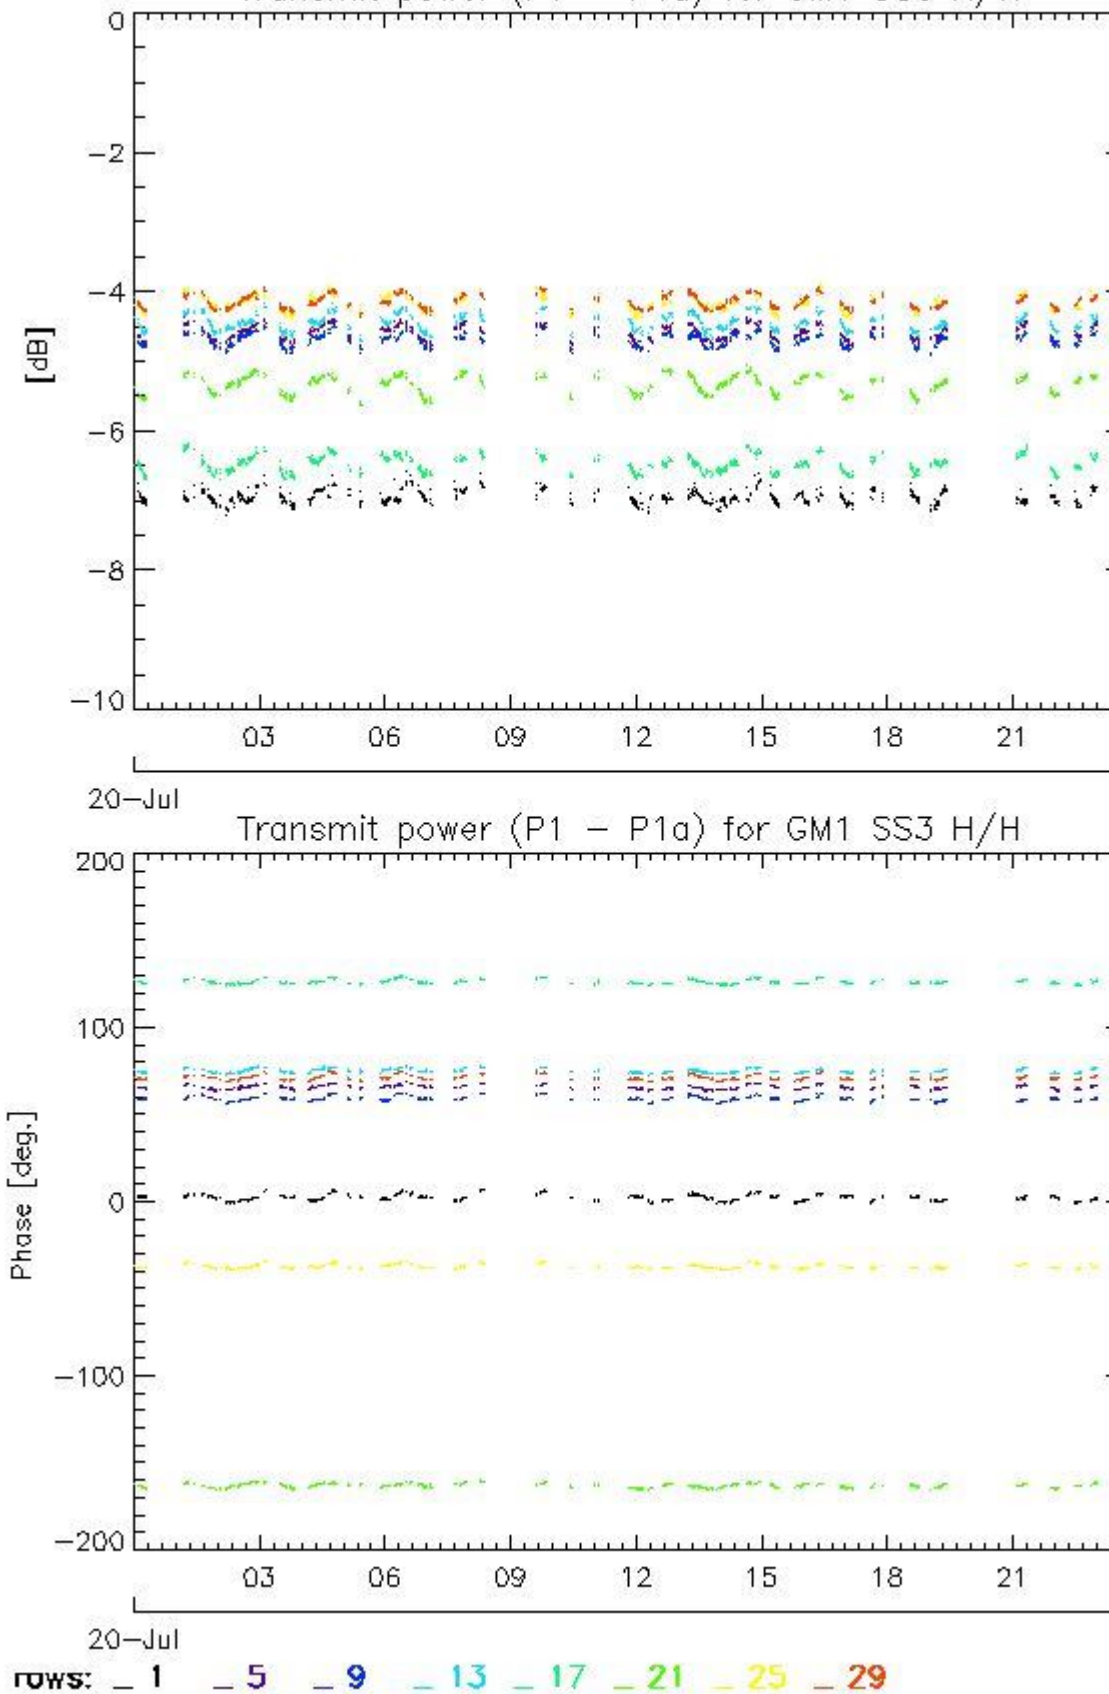 0
−2
−4
[dB]
−6
−8
−10
03 06 09 12 15 18 21
20−Jul
Transmit power (P1 − P1a) for GM1 SS3 H/H
200
100
Phase [deg.]
0
−100
−200
03 06 09 12 15 18 21
20−Jul
rows: _ 1 _ 5 _ 9 _ 13 _ 17 _ 21 _ 25 _ 29